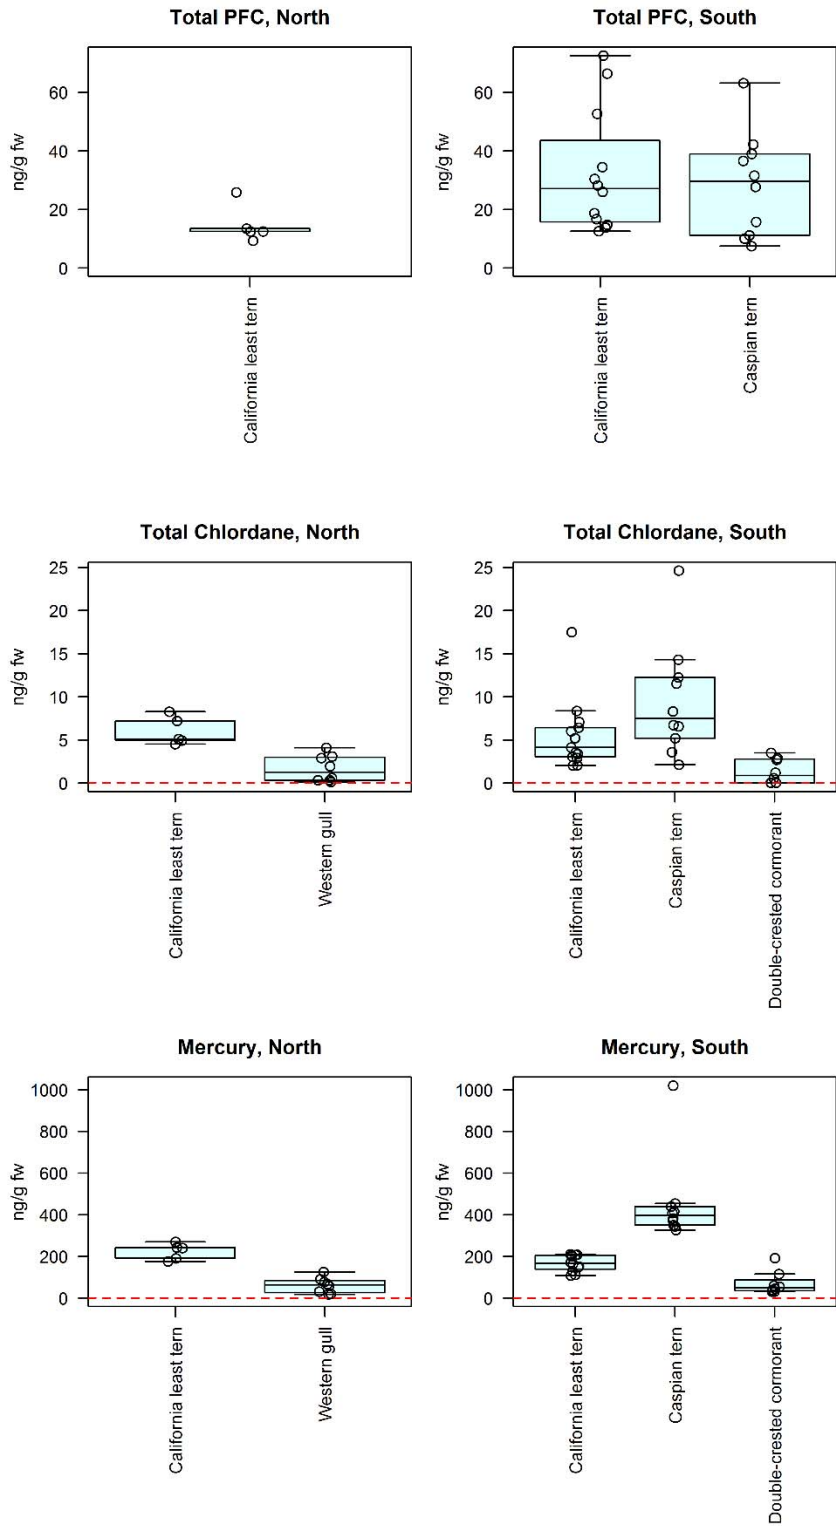 Total PFC, North
ng/g fw
60
40
20
0
California least tern
Total PFC, South
ng/g fw
60
40
20
0
California least tern
Caspian tern
Total Chlordane, North
ng/g fw
25
20
15
10
5
0
California least tern
Western gull
Total Chlordane, South
ng/g fw
25
20
15
10
5
0
California least tern
Caspian tern
Double-crested cormorant
Mercury, North
ng/g fw
1000
800
600
400
200
0
California least tern
Western gull
Mercury, South
ng/g fw
1000
800
600
400
200
0
California least tern
Caspian tern
Double-crested cormorant